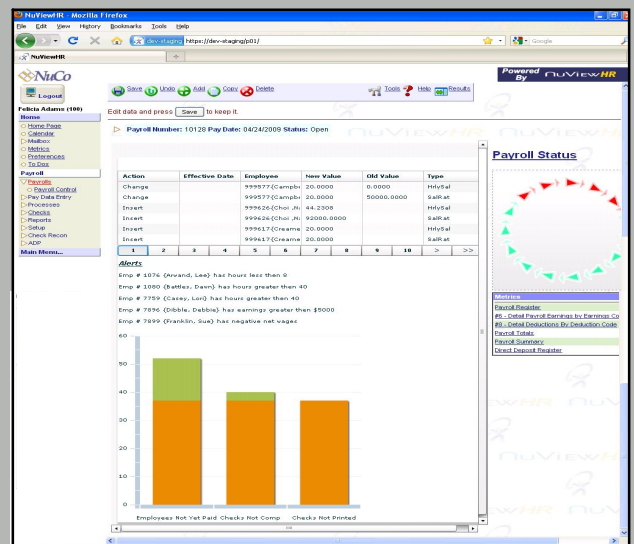 NuViewHR - Mozilla Firefox
File Edit View History Bookmarks Tools Help
dev-staging https://dev-staging/p01/
Google
NuViewHR
NuCo
Powered By NUVIEWHR
Logout
Save Undo Add Copy Delete Tools Help Results
Felicia Adams (100)
Edit data and press Save to keep it.
Home
Home Page
Calendar
Mailbox
Metrics
Preferences
To Dox
Payroll
Payrolls
Payroll Control
Pay Data Entry
Processes
Checks
Reports
Setup
Check Recon
ADP
Main Menu...
Payroll Number: 10128 Pay Date: 04/24/2009 Status: Open
Action Effective Date Employee New Value Old Value Type
Change 999577{Campb 20.0000 0.0000 HrlySal
Change 999577{Campb 20.0000 50000.0000 SalRat
Insert 999626{Choi ,N 44.2308 HrlySal
Insert 999626{Choi ,N 92000.0000 SalRat
Insert 999617{Creame 20.0000 HrlySal
Insert 999617{Creame 20.0000 SalRat
1 2 3 4 5 6 7 8 9 10 > >>
Alerts
Emp # 1076 {Arwand, Lee} has hours less then 8
Emp # 1080 {Battles, Dawn} has hours greater then 40
Emp # 7759 {Casey, Lori} has hours greater then 40
Emp # 7896 {Dibble, Debbie} has earnings greater then $5000
Emp # 7899 {Franklin, Sue} has negative net wages
60
50
40
30
20
10
0
Employees Not Yet Paid Checks Not Comp Checks Not Printed
Payroll Status
Metrics
Payroll Register
#6 - Detail Payroll Earnings by Earnings Co
#8 - Detail Deductions By Deduction Code
Payroll Totals
Payroll Summary
Direct Deposit Register